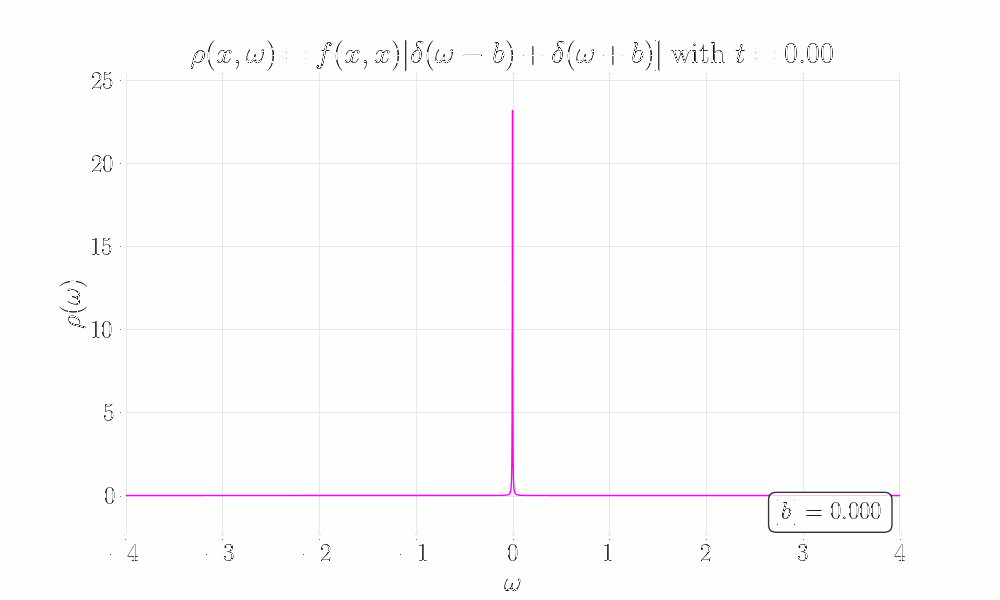 ρ(x, ω) = f(x, x)|δ(ω − b) + δ(ω + b)| with t = 0.00
25
20
15
10
5
0
ρ(ω)
b = 0.000
-4 -3 -2 -1 0 1 2 3 4
ω